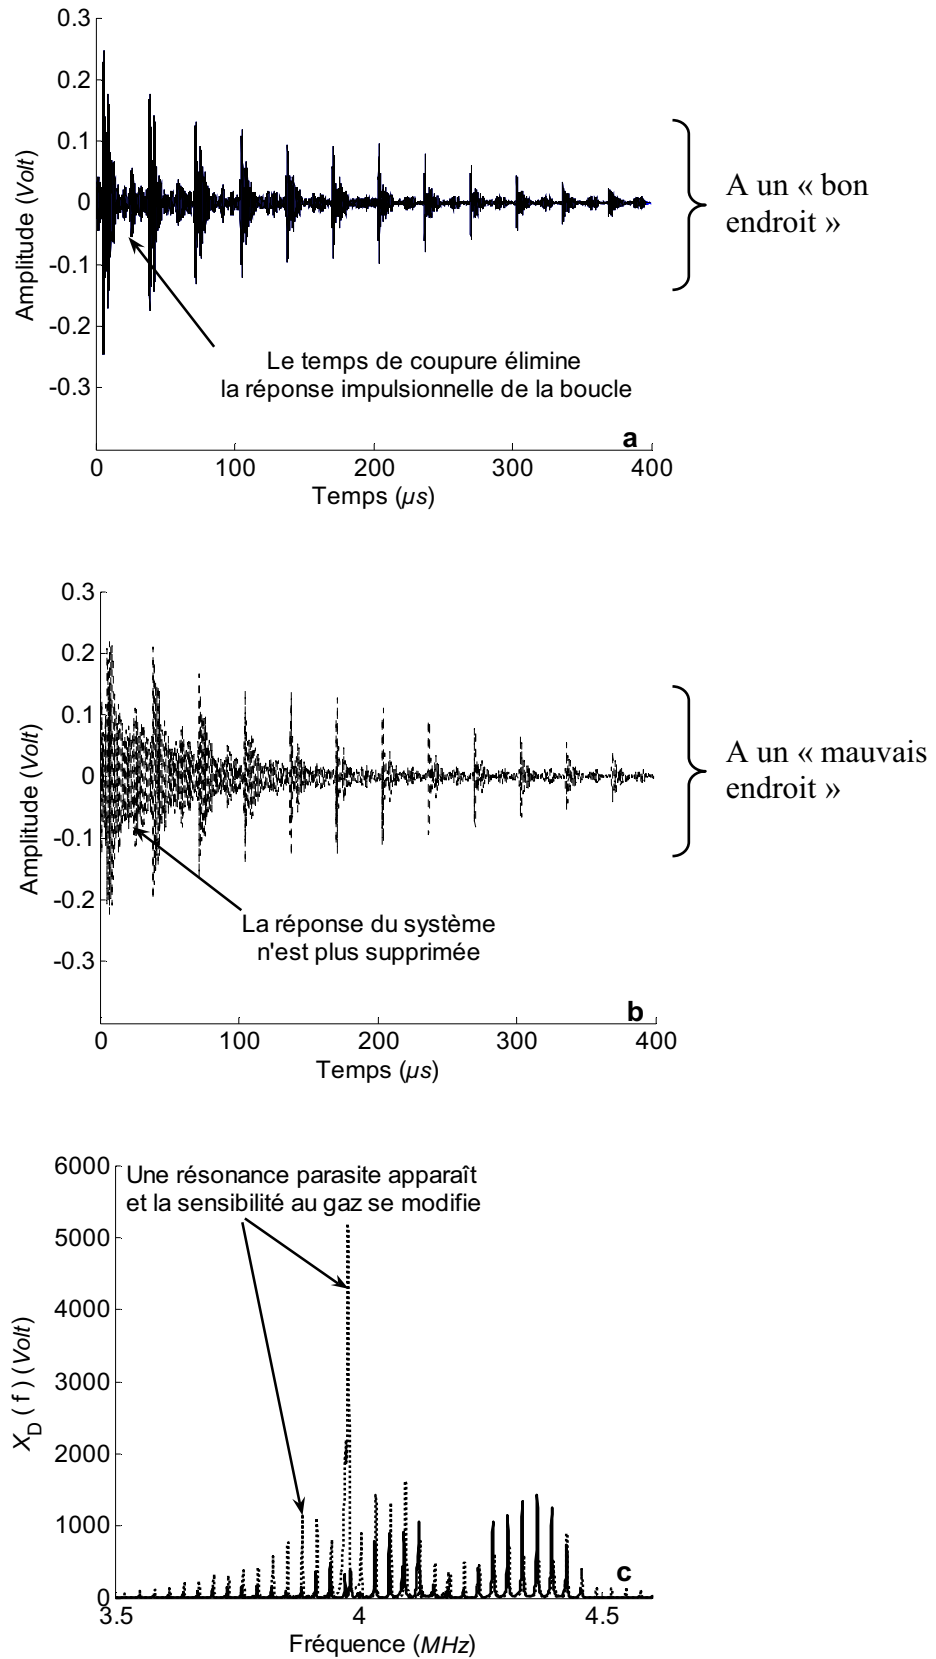 0.3
0.2
0.1
0
-0.1
-0.2
-0.3
Amplitude (Volt)
A un « bon
endroit »
Le temps de coupure élimine
la réponse impulsionnelle de la boucle
a
0 100 200 300 400
Temps (µs)
0.3
0.2
0.1
0
-0.1
-0.2
-0.3
Amplitude (Volt)
A un « mauvais
endroit »
La réponse du système
n'est plus supprimée
b
0 100 200 300 400
Temps (µs)
6000
5000
4000
3000
2000
1000
0
X_D ( f ) (Volt)
Une résonance parasite apparaît
et la sensibilité au gaz se modifie
c
3.5 4 4.5
Fréquence (MHz)